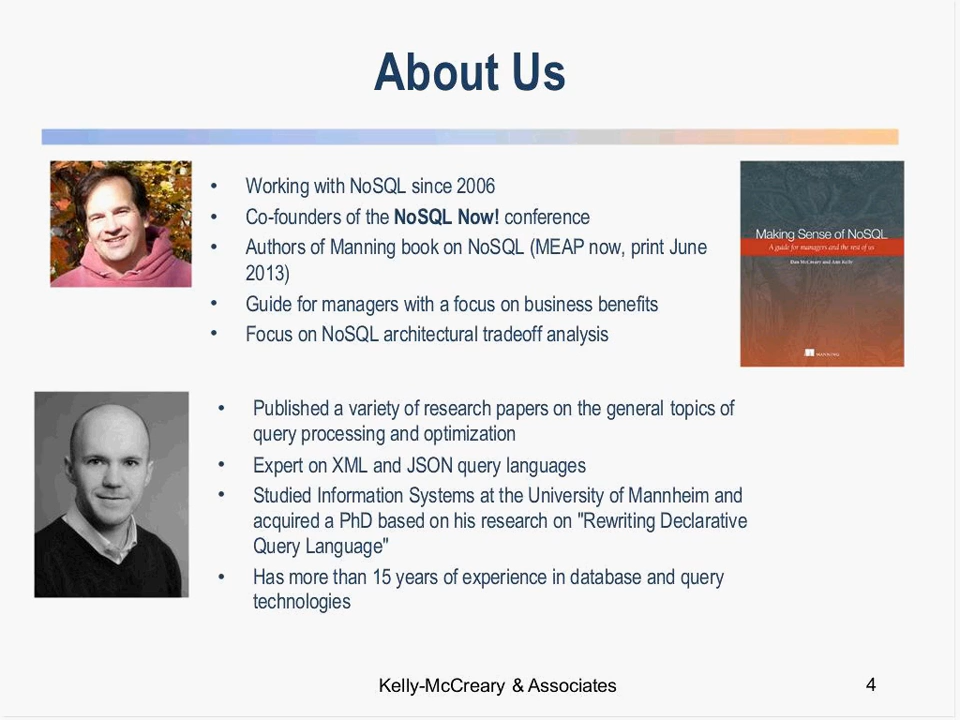 About Us
• Working with NoSQL since 2006
• Co-founders of the NoSQL Now! conference
• Authors of Manning book on NoSQL (MEAP now, print June
2013)
• Guide for managers with a focus on business benefits
• Focus on NoSQL architectural tradeoff analysis
Making Sense of NoSQL
A guide for managers and the rest of us
Dan McCreary and Ann Kelly
MANNING
• Published a variety of research papers on the general topics of
query processing and optimization
• Expert on XML and JSON query languages
• Studied Information Systems at the University of Mannheim and
acquired a PhD based on his research on "Rewriting Declarative
Query Language"
• Has more than 15 years of experience in database and query
technologies
Kelly-McCreary & Associates
4